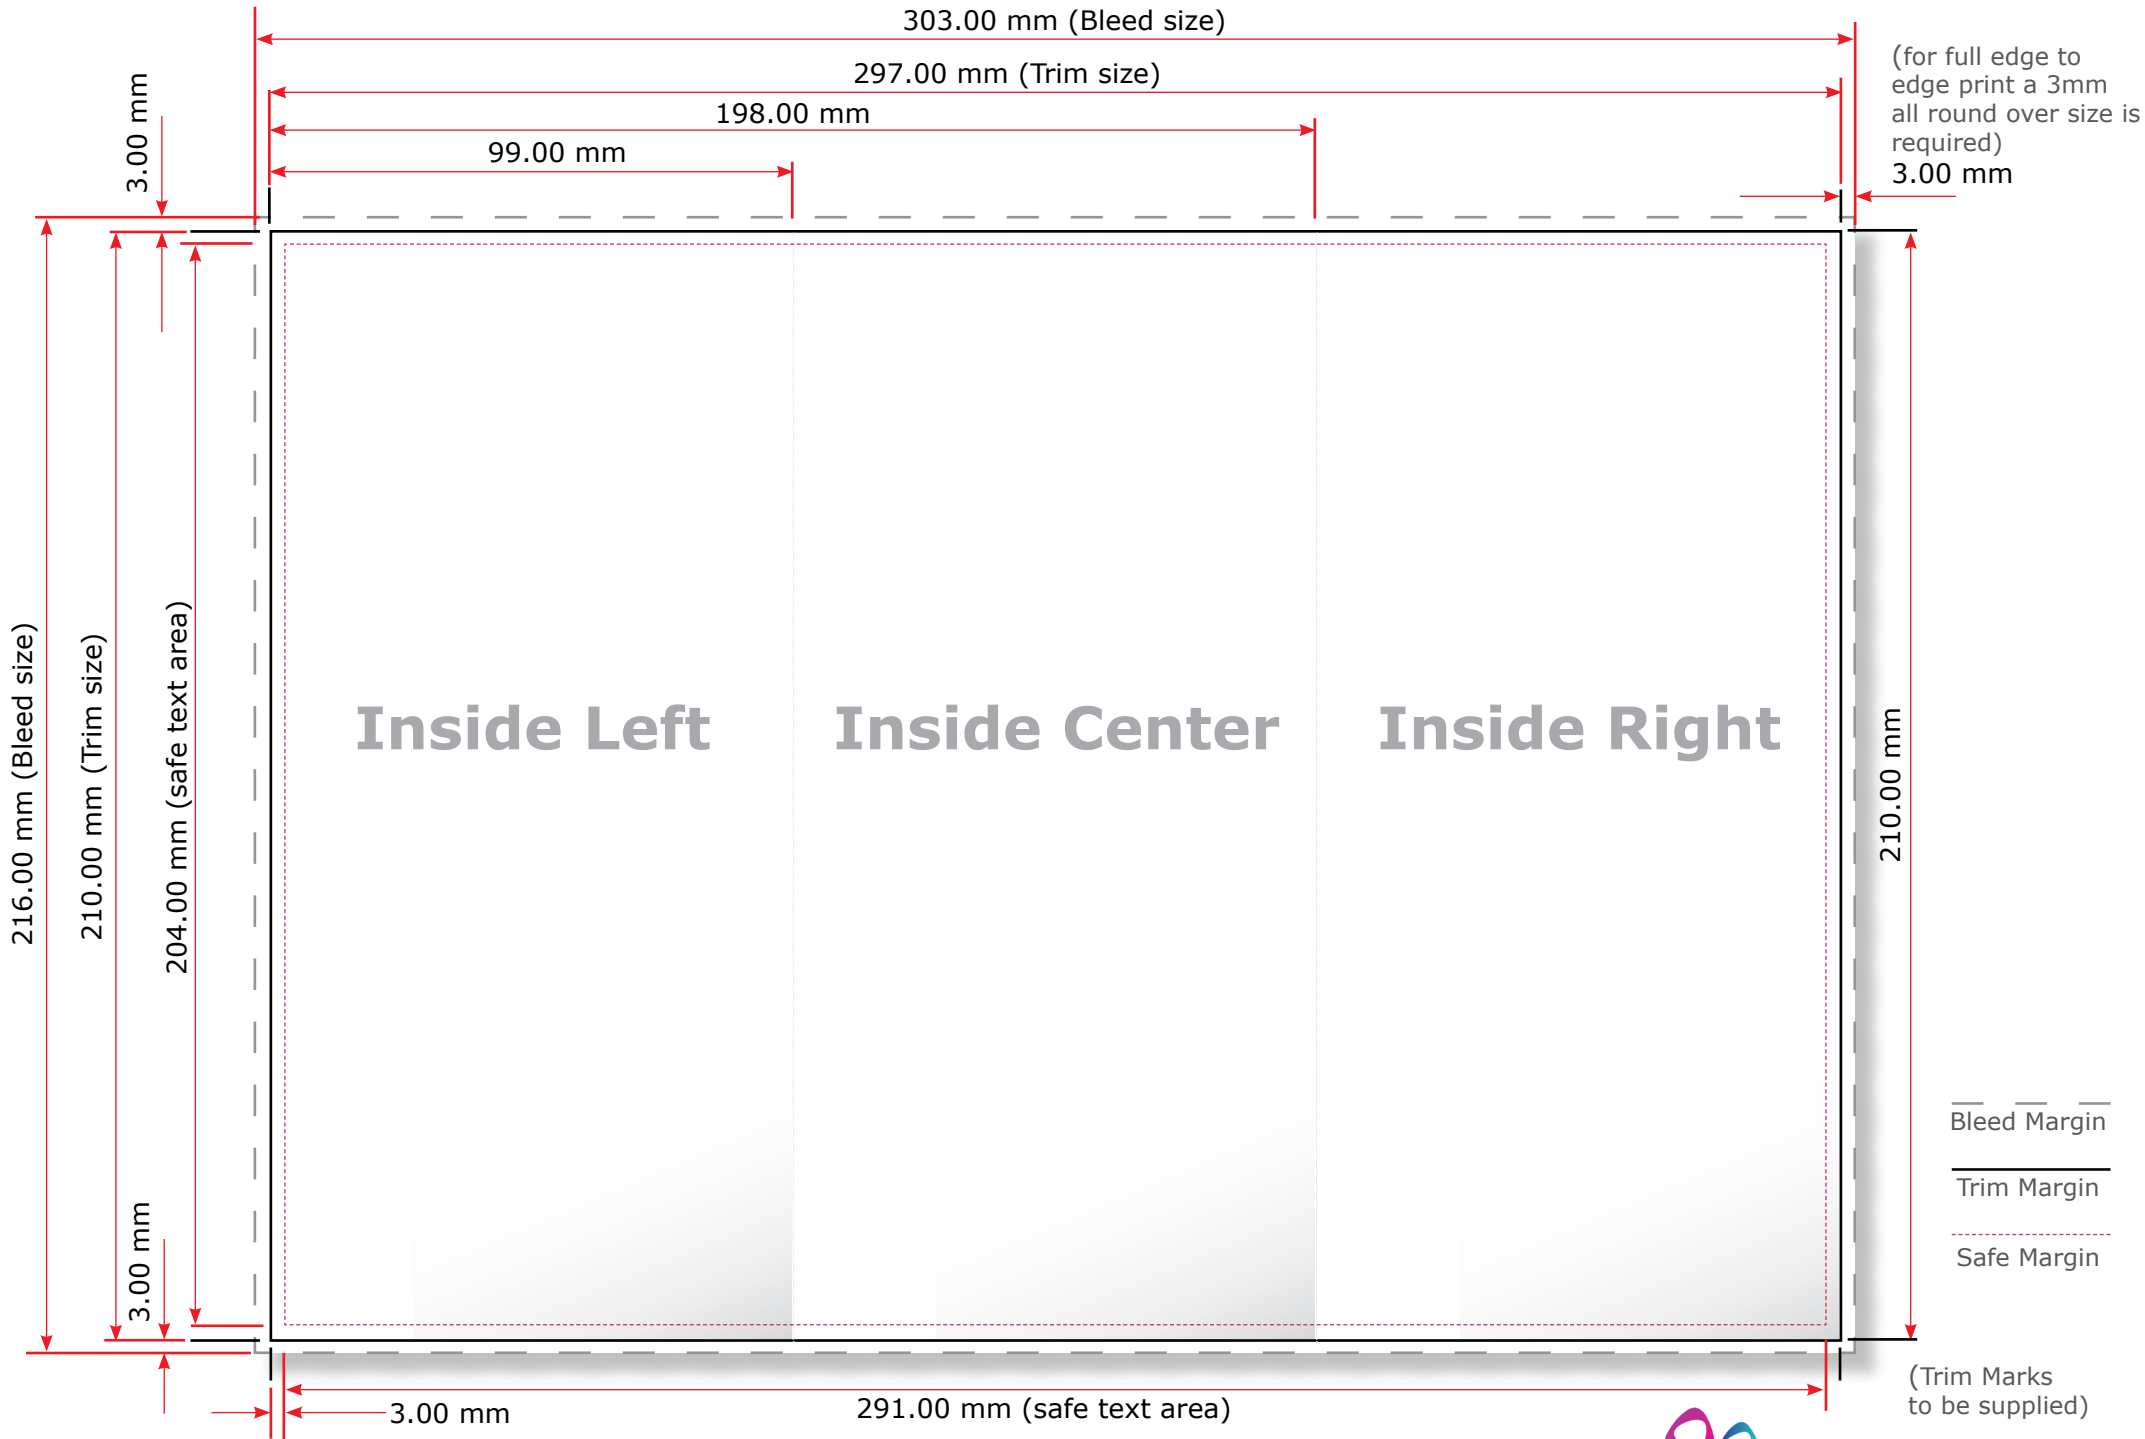 303.00 mm (Bleed size)
297.00 mm (Trim size)
198.00 mm
99.00 mm
3.00 mm
(for full edge to
edge print a 3mm
all round over size is
required)
3.00 mm
216.00 mm (Bleed size)
210.00 mm (Trim size)
204.00 mm (safe text area)
Inside Left
Inside Center
Inside Right
210.00 mm
Bleed Margin
Trim Margin
Safe Margin
3.00 mm
3.00 mm
291.00 mm (safe text area)
(Trim Marks
to be supplied)